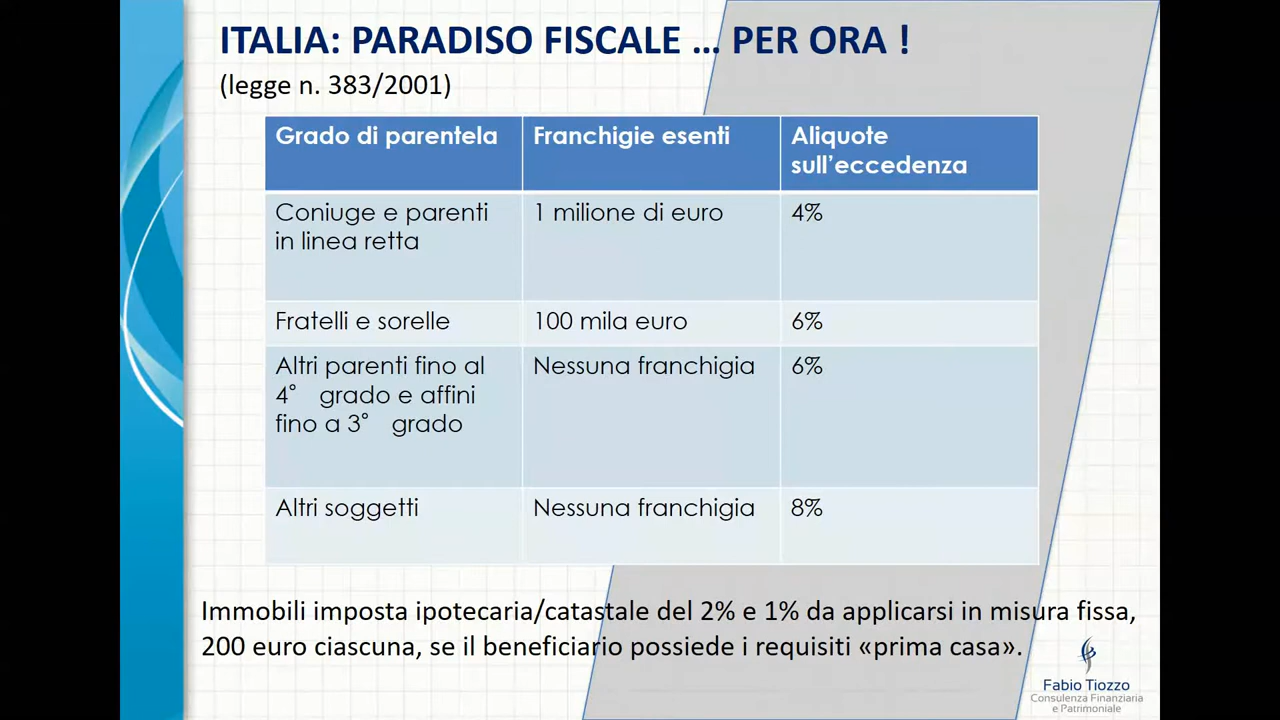 ITALIA: PARADISO FISCALE ... PER ORA !
(legge n. 383/2001)
Grado di parentela Franchigie esenti Aliquote
sull’eccedenza
Coniuge e parenti 1 milione di euro 4%
in linea retta
Fratelli e sorelle 100 mila euro 6%
Altri parenti fino al Nessuna franchigia 6%
4° grado e affini
fino a 3° grado
Altri soggetti Nessuna franchigia 8%
Immobili imposta ipotecaria/catastale del 2% e 1% da applicarsi in misura fissa,
200 euro ciascuna, se il beneficiario possiede i requisiti «prima casa».
Fabio Tiozzo
Consulenza Finanziaria
e Patrimoniale